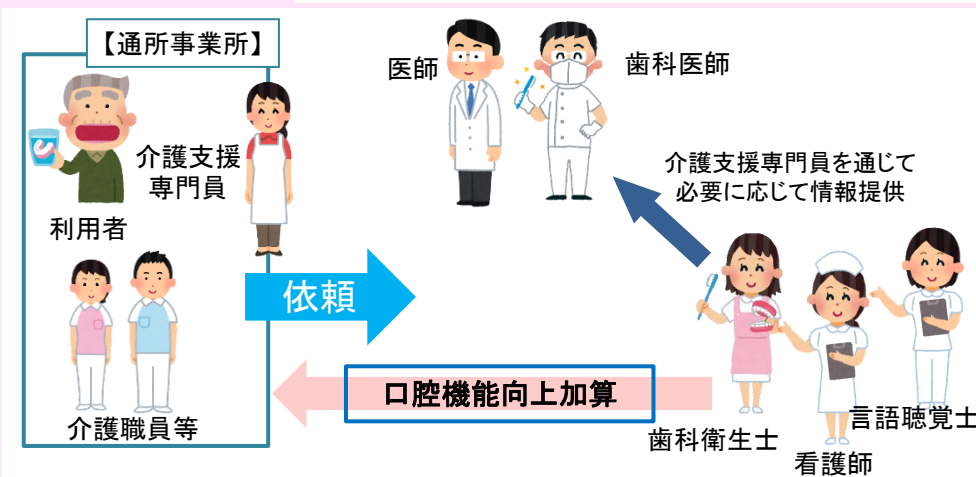 【通所事業所】
利用者
介護支援
専門員
介護職員等
医師
歯科医師
介護支援専門員を通じて
必要に応じて情報提供
依頼
口腔機能向上加算
歯科衛生士
看護師
言語聴覚士